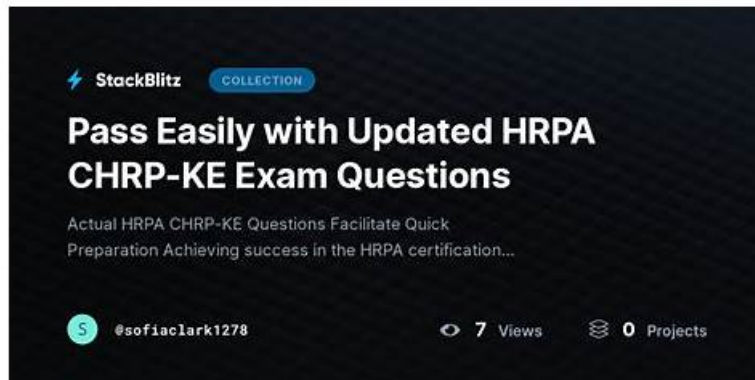 StackBlitz COLLECTION
Pass Easily with Updated HRPA
CHRP-KE Exam Questions
Actual HRPA CHRP-KE Questions Facilitate Quick
Preparation Achieving success in the HRPA certification...
S @sofiaclark1278 7 Views 0 Projects